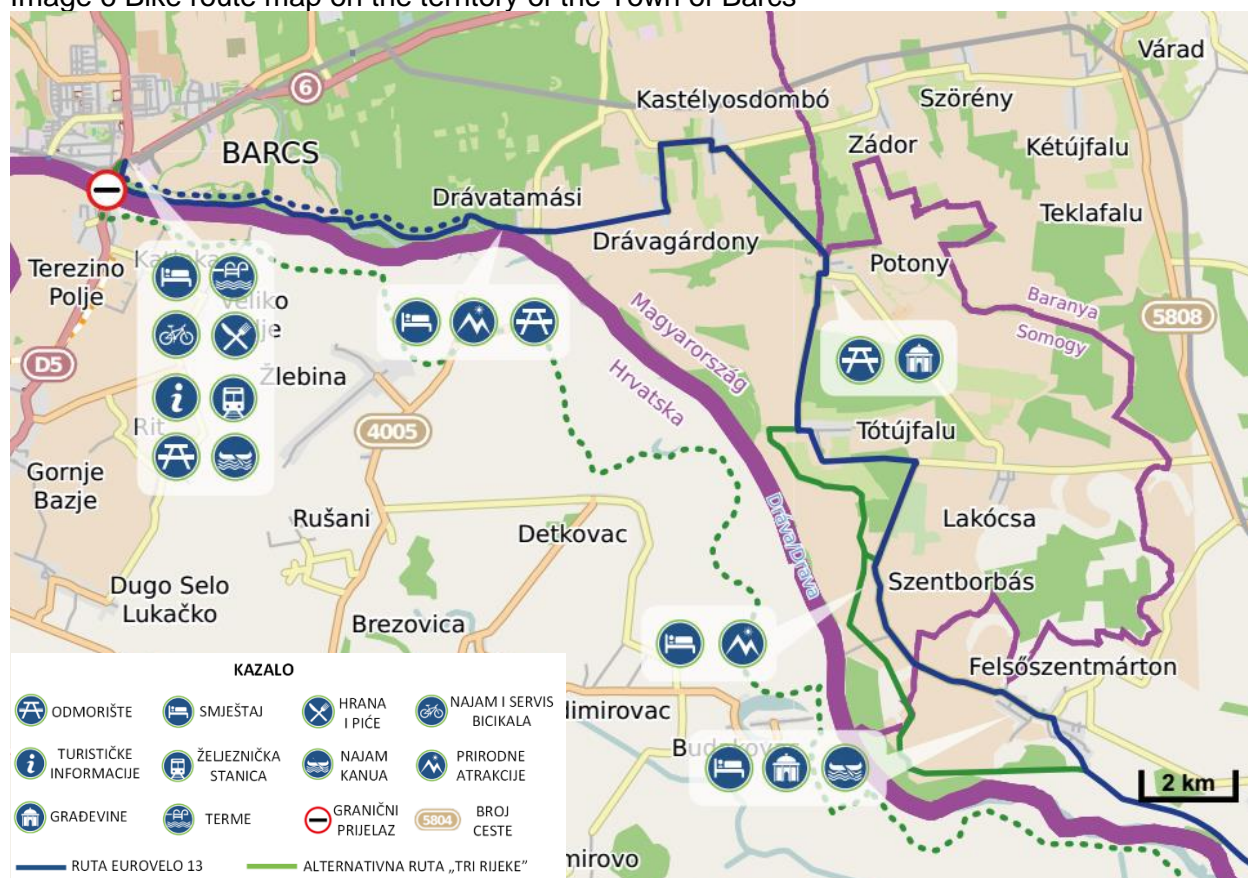 Image 6 Bike route map on the territory of the Town of Barcs
Várad
6
Kastélyosdombó
Szörény
BARCS
Zádor
Kétújfalu
Drávatamási
Teklafalu
Drávagárdony
Potony
Terezino
Polje
Veliko
Baranya
Somogy
5808
Magyarország
Hrvatska
D5
Žlebina
4005
Tótújfalu
Rit
Gornje
Bazje
Rušani
Detkovac
Dráva/Drava
Lakócsa
Dugo Selo
Lukačko
Szentborbás
Brezovica
Felsőszentmárton
dimirovac
2 km
mirovo
KAZALO
ODMORIŠTE
SMJEŠTAJ
HRANA
I PIĆE
NAJAM I SERVIS
BICIKALA
TURISTIČKE
INFORMACIJE
ŽELJEZNIČKA
STANICA
NAJAM
KANUA
PRIRODNE
ATRAKCIJE
GRAĐEVINE
TERME
GRANIČNI
PRIJELAZ
5804
BROJ
CESTE
RUTA EUROVELO 13
ALTERNATIVNA RUTA „TRI RIJEKE”